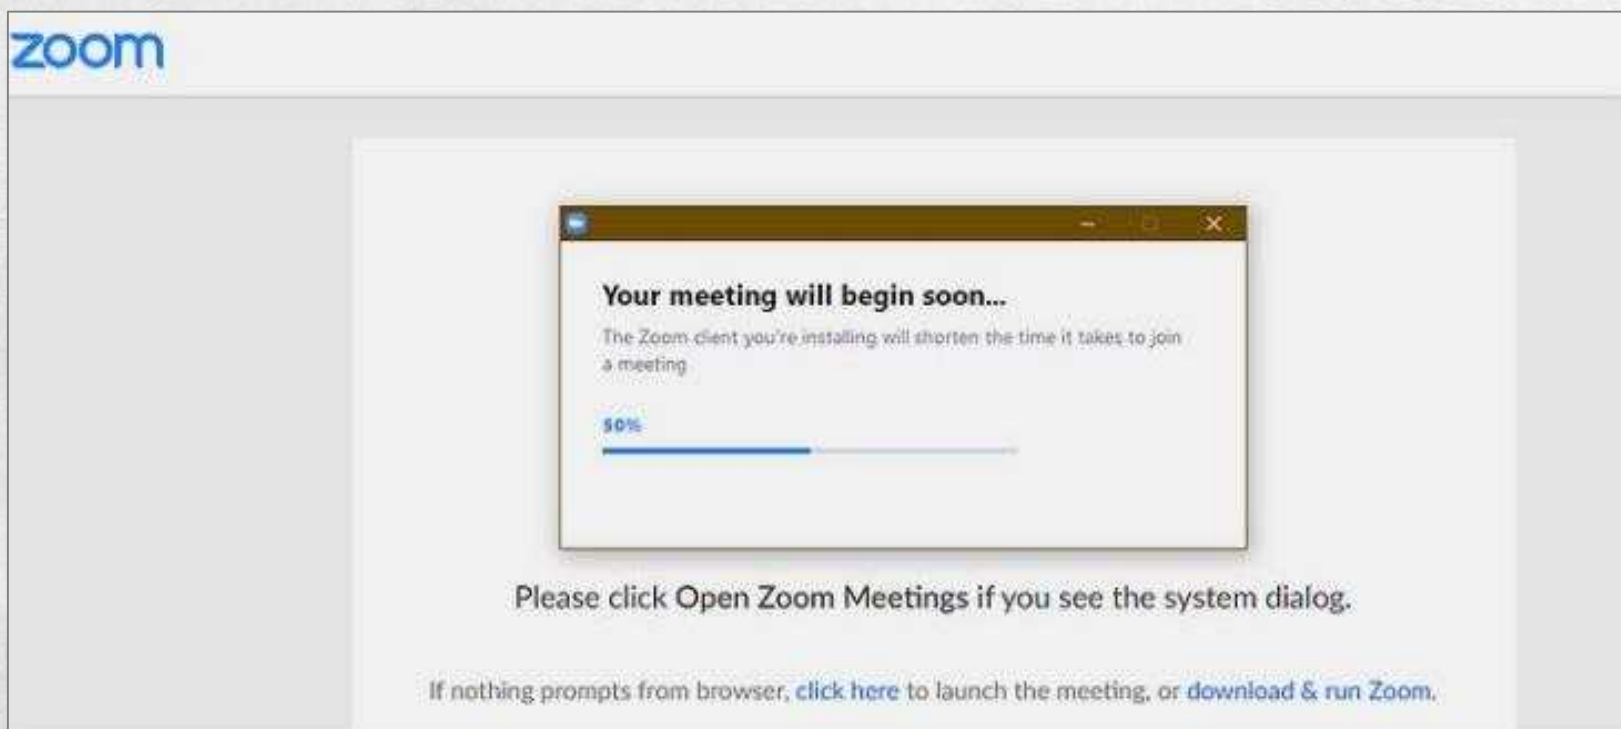 zoom
Your meeting will begin soon...
The Zoom client you're installing will shorten the time it takes to join
a meeting
50%
Please click Open Zoom Meetings if you see the system dialog.
If nothing prompts from browser, click here to launch the meeting, or download & run Zoom.